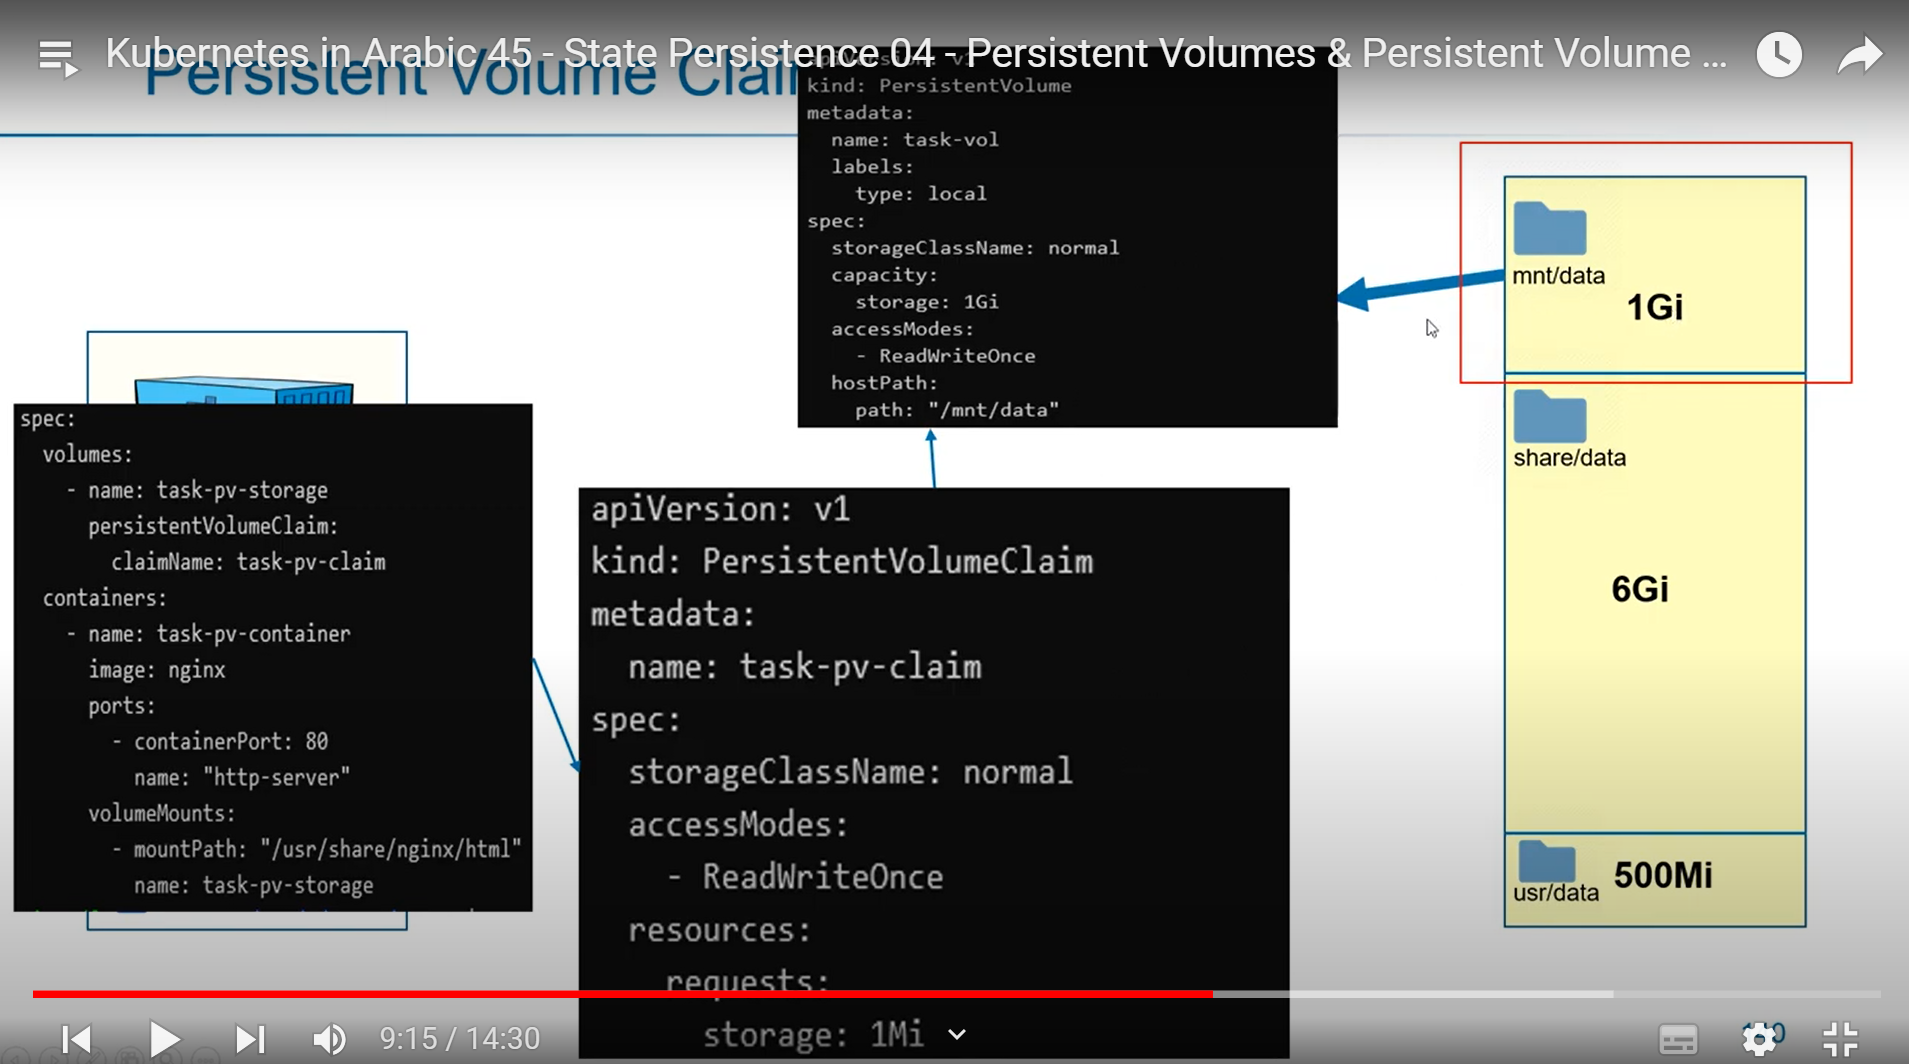 Kubernetes in Arabic 45 - State Persistence 04 - Persistent Volumes & Persistent Volume ...
Persistent Volume Clai
kind: PersistentVolume
metadata:
name: task-vol
labels:
type: local
spec:
storageClassName: normal
capacity:
storage: 1Gi
accessModes:
- ReadWriteOnce
hostPath:
path: "/mnt/data"
mnt/data
1Gi
share/data
6Gi
usr/data
500Mi
spec:
volumes:
- name: task-pv-storage
persistentVolumeClaim:
claimName: task-pv-claim
containers:
- name: task-pv-container
image: nginx
ports:
- containerPort: 80
name: "http-server"
volumeMounts:
- mountPath: "/usr/share/nginx/html"
name: task-pv-storage
apiVersion: v1
kind: PersistentVolumeClaim
metadata:
name: task-pv-claim
spec:
storageClassName: normal
accessModes:
- ReadWriteOnce
resources:
requests:
storage: 1Mi
9:15 / 14:30